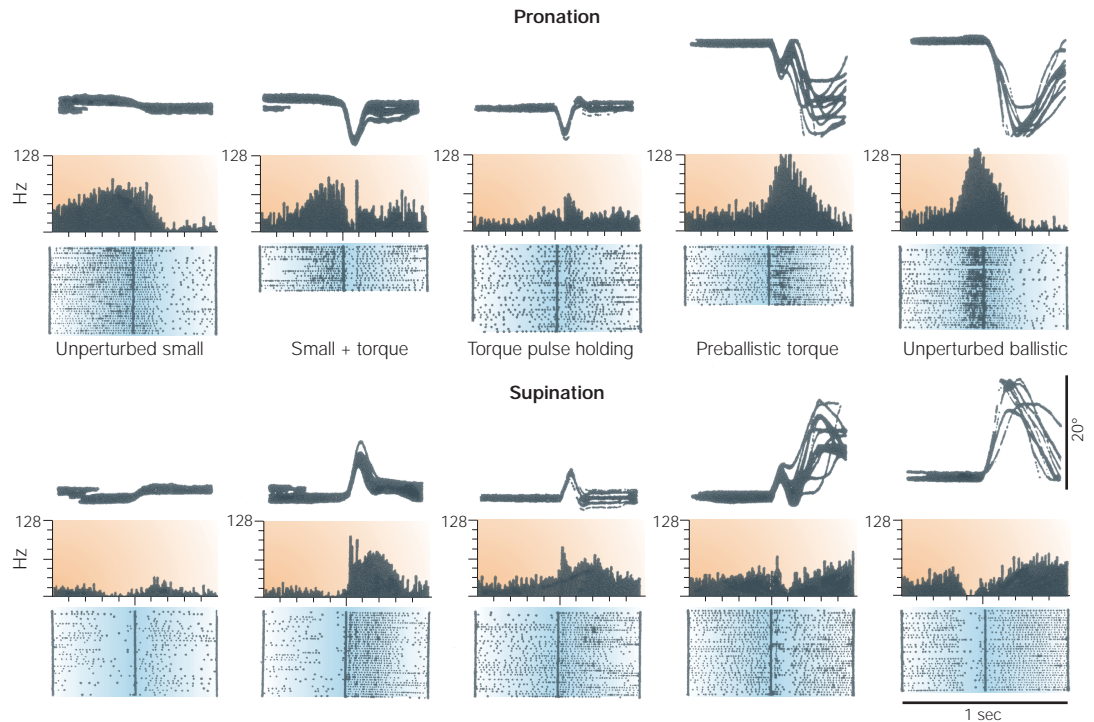 Pronation
128 128 128 128 128
Hz
Unperturbed small Small + torque Torque pulse holding Preballistic torque Unperturbed ballistic
Supination
20°
128 128 128 128 128
Hz
1 sec